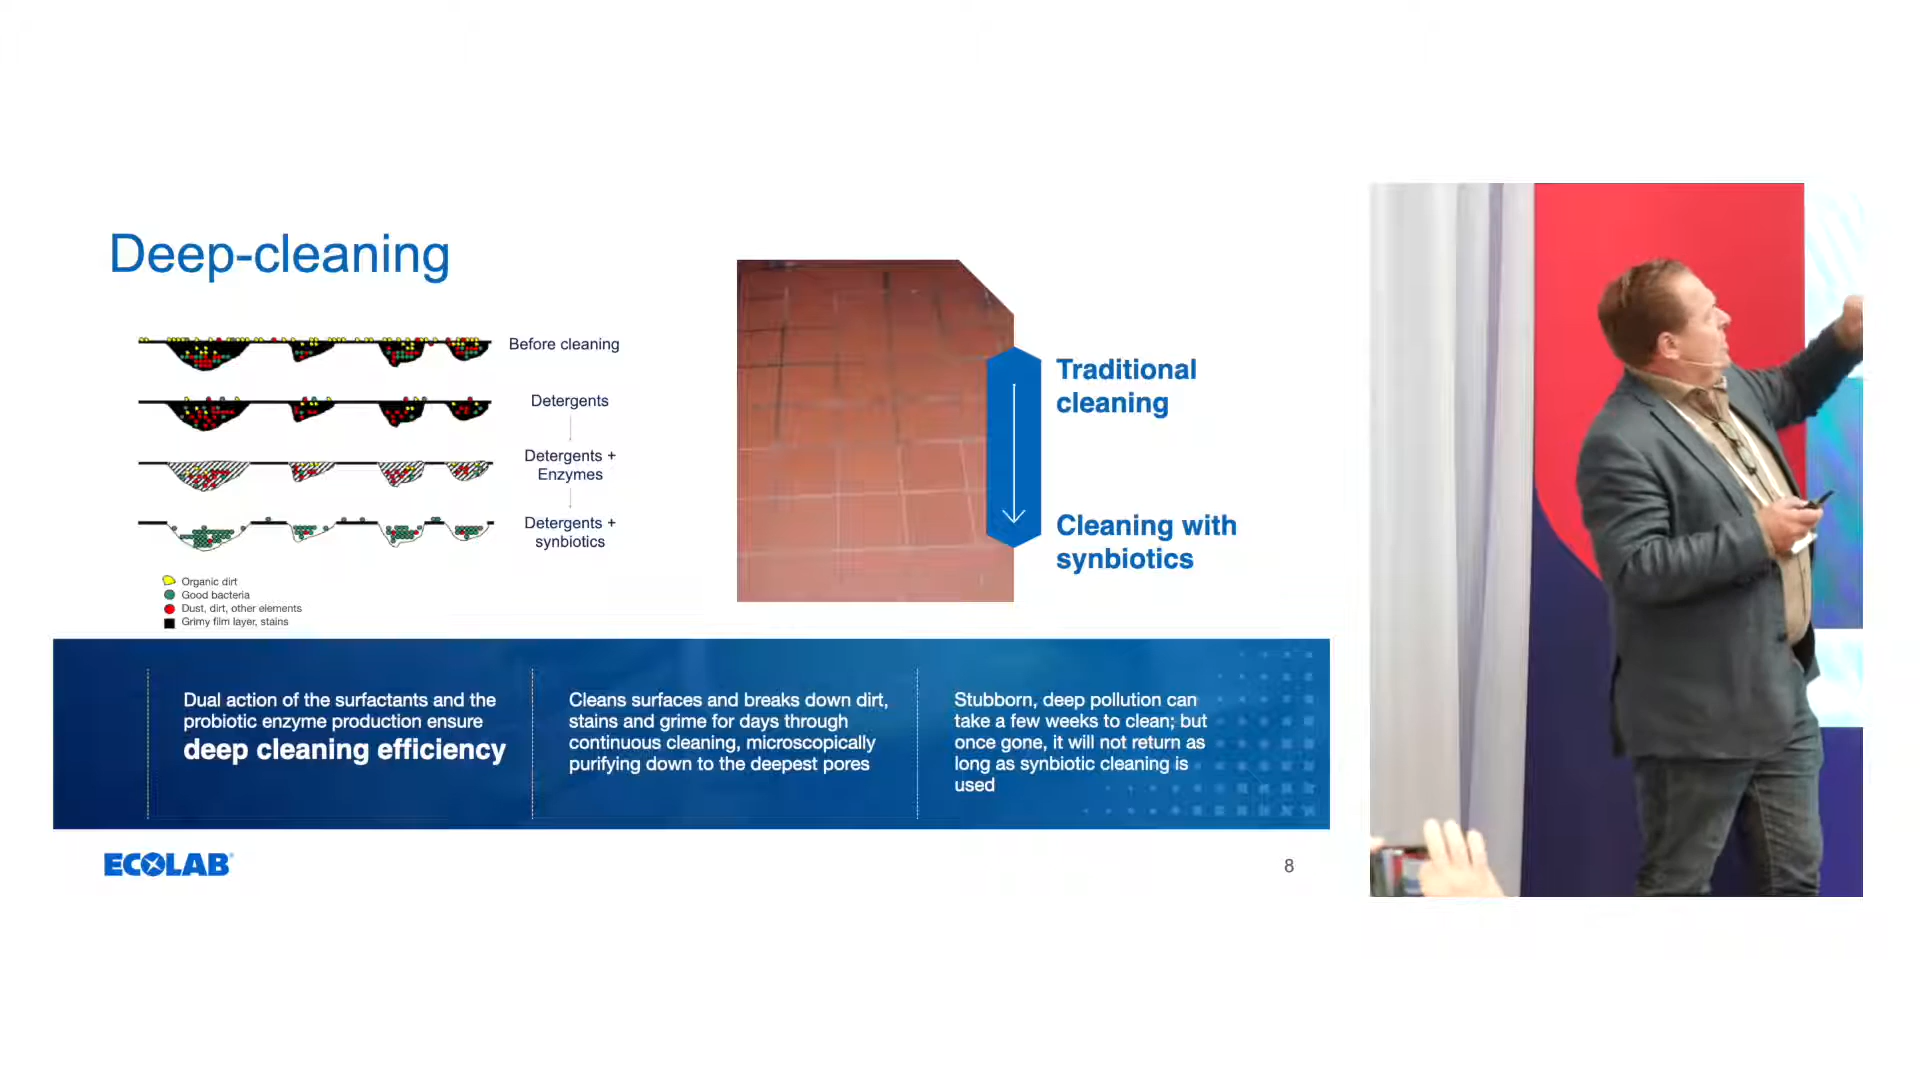 Deep-cleaning
Before cleaning
Detergents
Detergents +
Enzymes
Detergents +
synbiotics
Organic dirt
Good bacteria
Dust, dirt, other elements
Grimy film layer, stains
Traditional
cleaning
Cleaning with
synbiotics
Dual action of the surfactants and the
probiotic enzyme production ensure
deep cleaning efficiency
Cleans surfaces and breaks down dirt,
stains and grime for days through
continuous cleaning, microscopically
purifying down to the deepest pores
Stubborn, deep pollution can
take a few weeks to clean; but
once gone, it will not return as
long as synbiotic cleaning is
used
ECOLAB
8